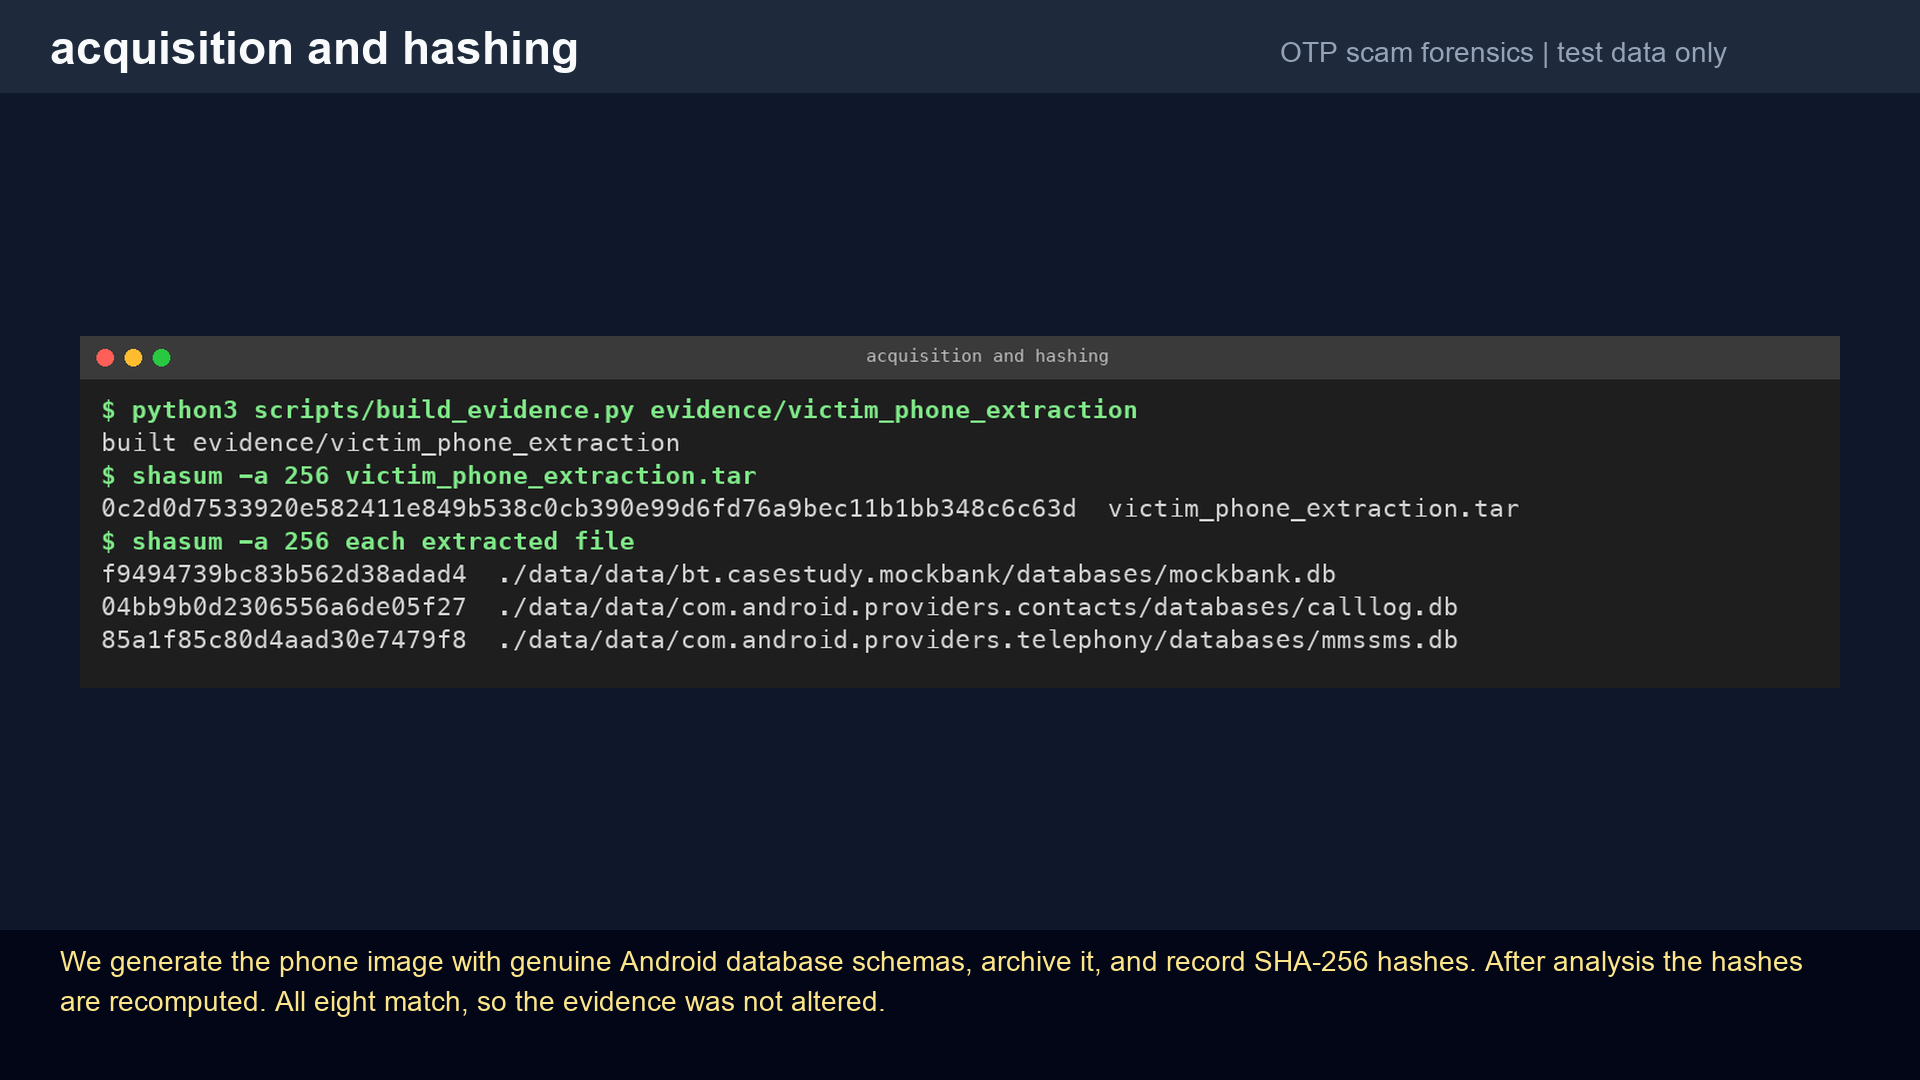 acquisition and hashing
OTP scam forensics | test data only
acquisition and hashing
$ python3 scripts/build_evidence.py evidence/victim_phone_extraction
built evidence/victim_phone_extraction
$ shasum −a 256 victim_phone_extraction.tar
0c2d0d7533920e582411e849b538c0cb390e99d6fd76a9bec11b1bb348c6c63d  victim_phone_extraction.tar
$ shasum −a 256 each extracted file
f9494739bc83b562d38adad4  ./data/data/bt.casestudy.mockbank/databases/mockbank.db
04bb9b0d2306556a6de05f27  ./data/data/com.android.providers.contacts/databases/calllog.db
85a1f85c80d4aad30e7479f8  ./data/data/com.android.providers.telephony/databases/mmssms.db
We generate the phone image with genuine Android database schemas, archive it, and record SHA-256 hashes. After analysis the hashes
are recomputed. All eight match, so the evidence was not altered.